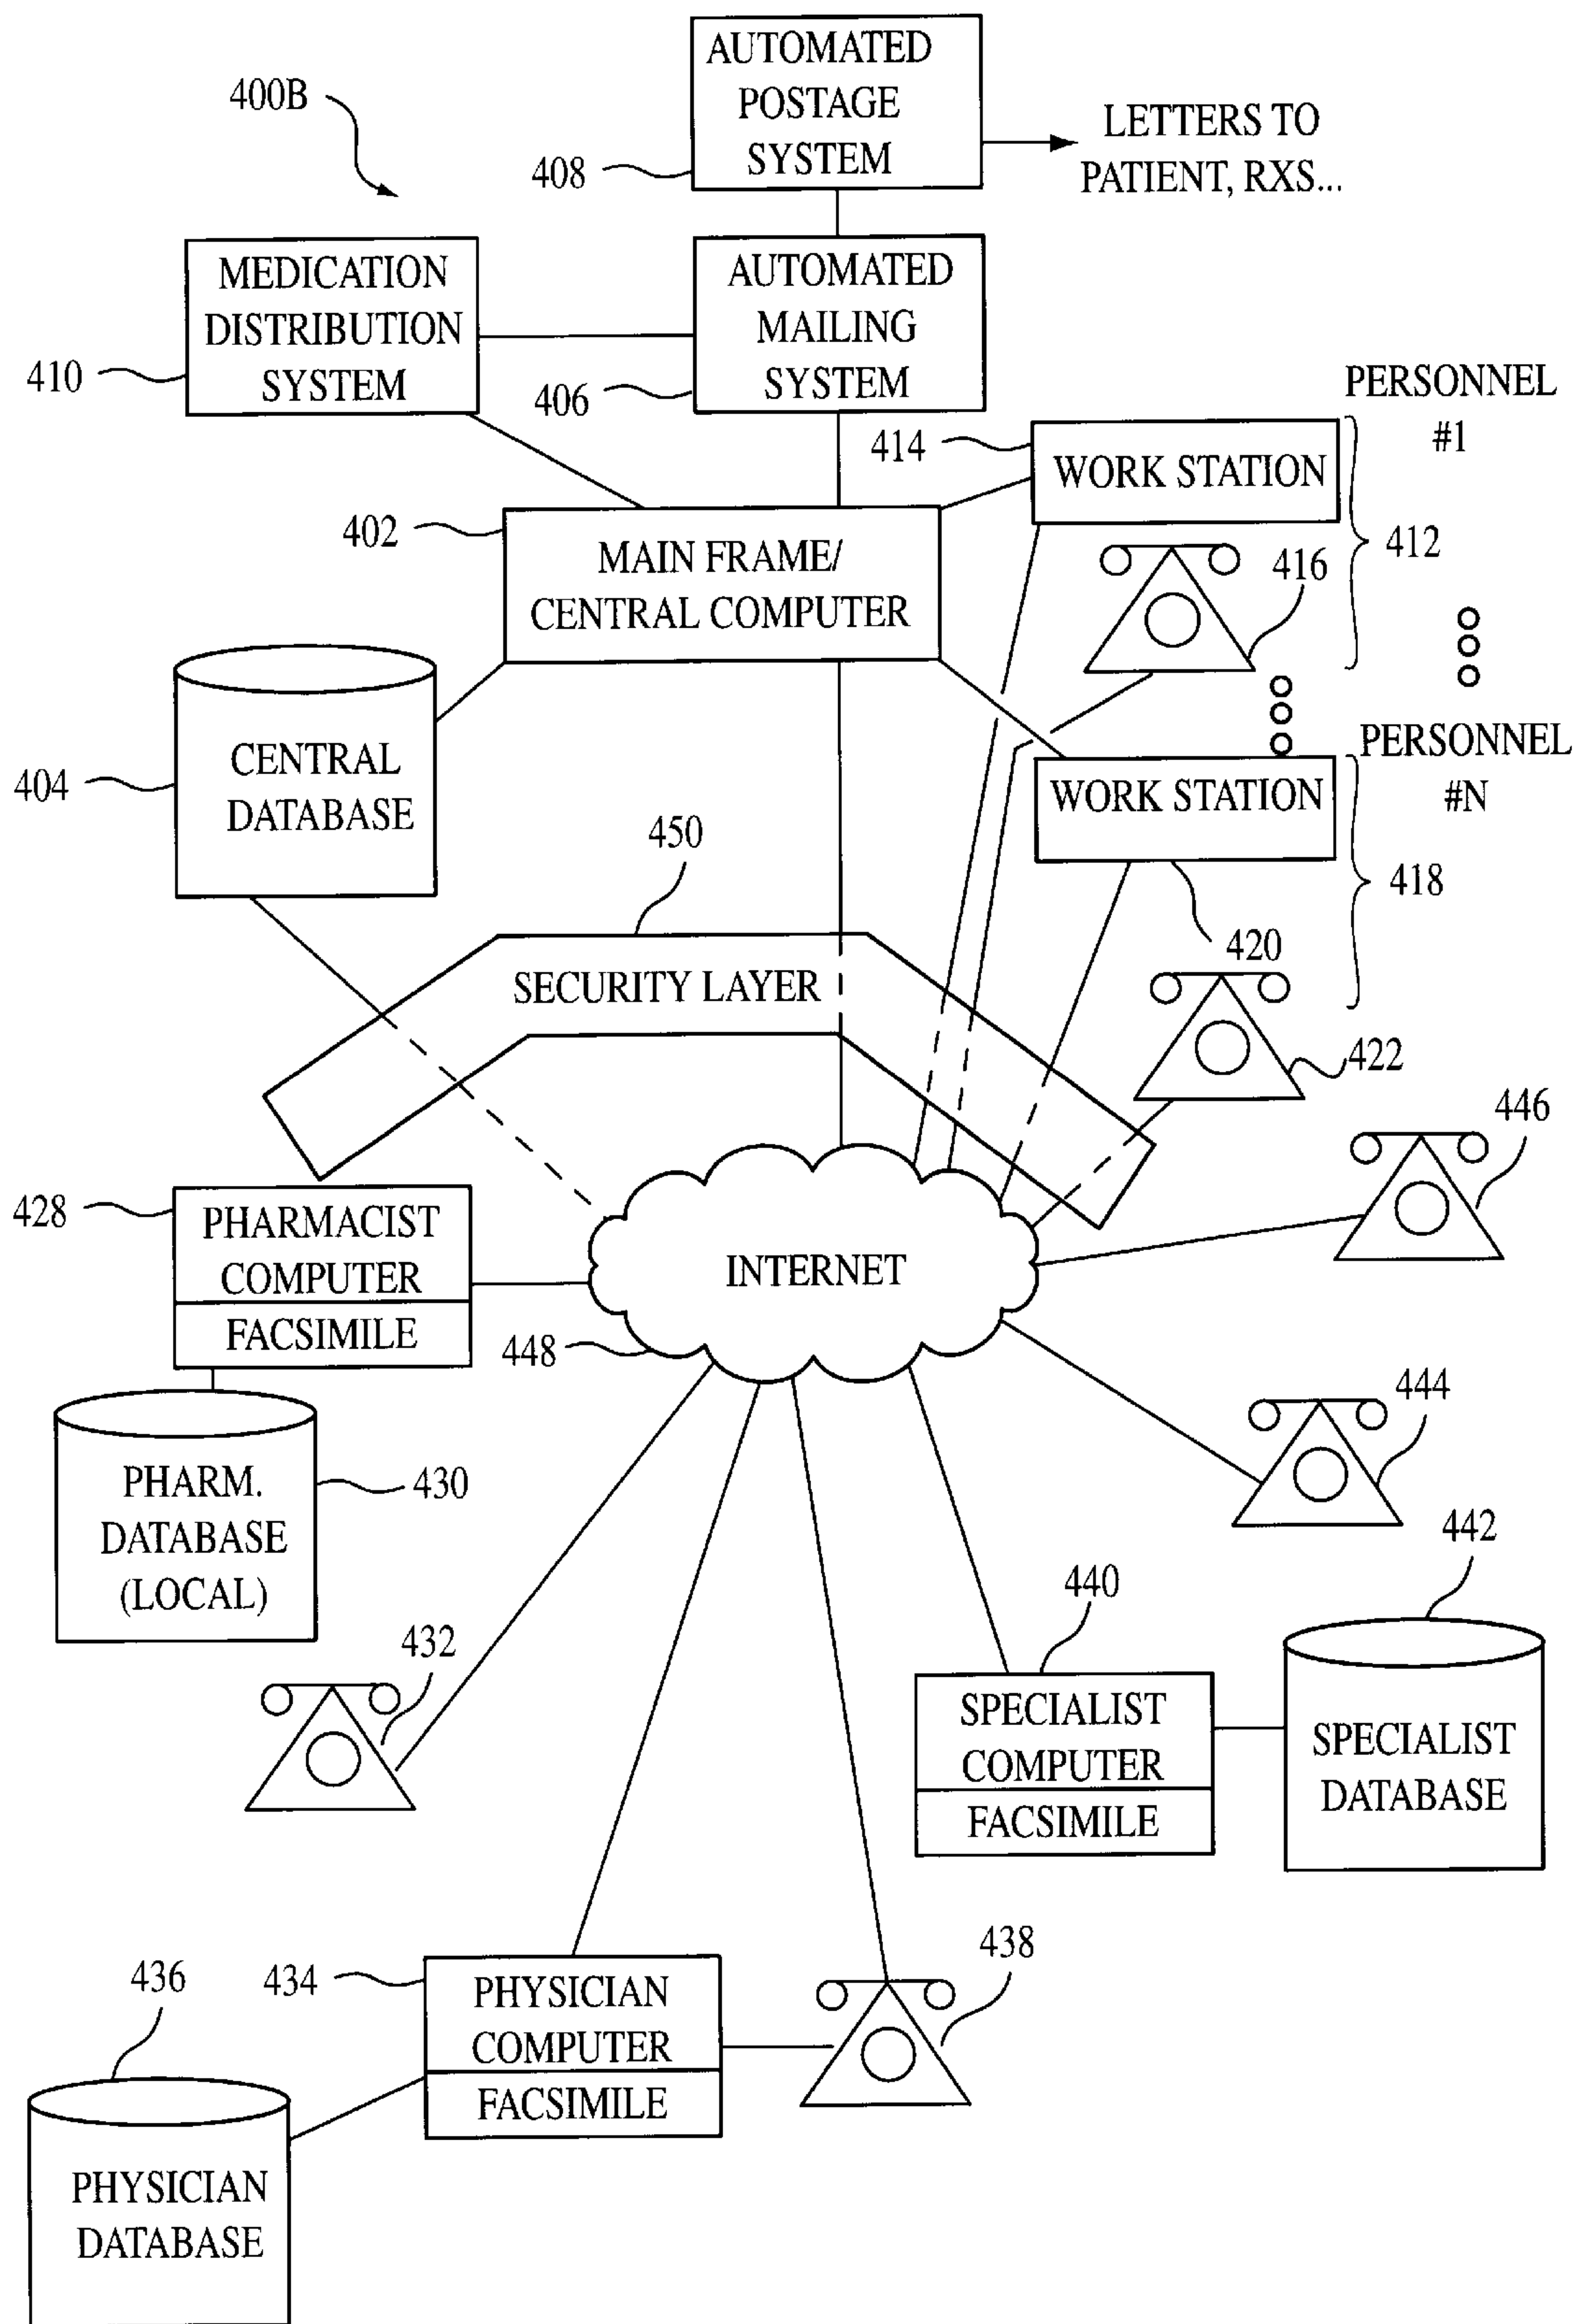 400B
AUTOMATED
POSTAGE
SYSTEM
408
LETTERS TO
PATIENT, RXS...
MEDICATION
DISTRIBUTION
SYSTEM
410
AUTOMATED
MAILING
SYSTEM
406
PERSONNEL
#1
414
WORK STATION
412
402
MAIN FRAME/
CENTRAL COMPUTER
416
404
CENTRAL
DATABASE
PERSONNEL
#N
WORK STATION
418
420
450
SECURITY LAYER
422
446
428
PHARMACIST
COMPUTER
FACSIMILE
INTERNET
448
444
PHARM.
DATABASE
(LOCAL)
430
442
440
432
SPECIALIST
COMPUTER
FACSIMILE
SPECIALIST
DATABASE
438
436
434
PHYSICIAN
COMPUTER
FACSIMILE
PHYSICIAN
DATABASE